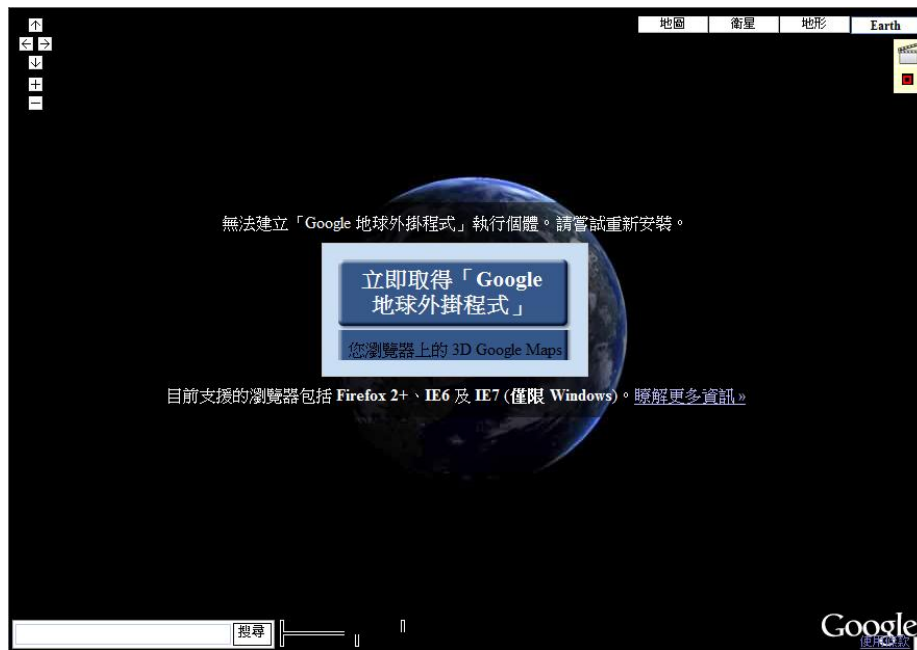 地圖
衛星
地形
Earth
無法建立「Google 地球外掛程式」執行個體。請嘗試重新安裝。
立即取得「Google
地球外掛程式」
您瀏覽器上的 3D Google Maps
目前支援的瀏覽器包括 Firefox 2+、IE6 及 IE7 (僅限 Windows)。瞭解更多資訊 »
搜尋
Google
使用條款